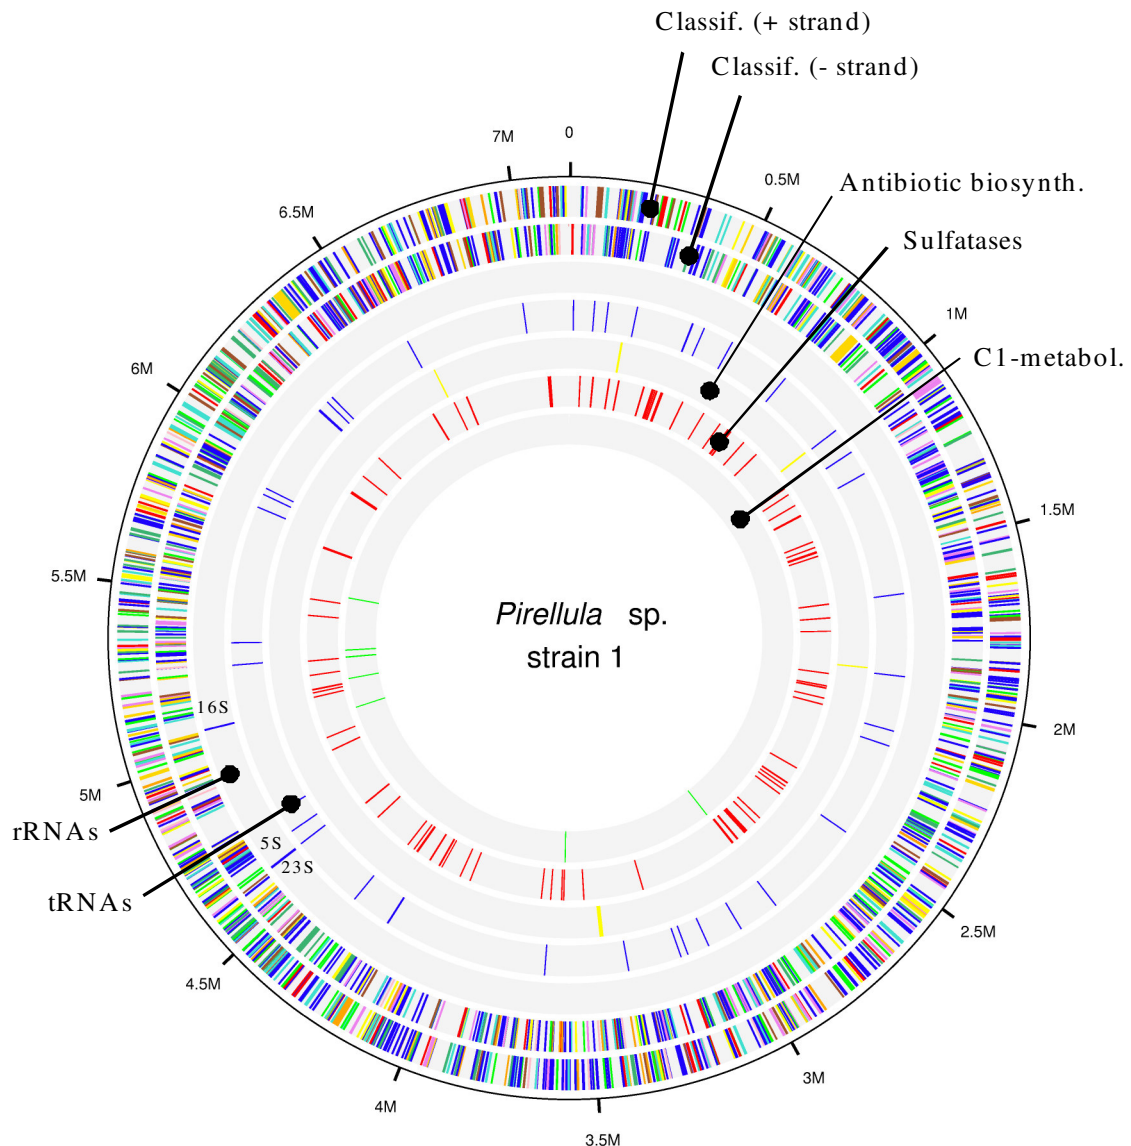 Classif. (+ strand)
Classif. (- strand)
0
7M
0.5M
Antibiotic biosynth.
6.5M
Sulfatases
1M
C1-metabol.
6M
1.5M
5.5M
Pirellula sp.
strain 1
16S
2M
5M
rRNAs
5S
23S
tRNAs
2.5M
4.5M
3M
4M
3.5M